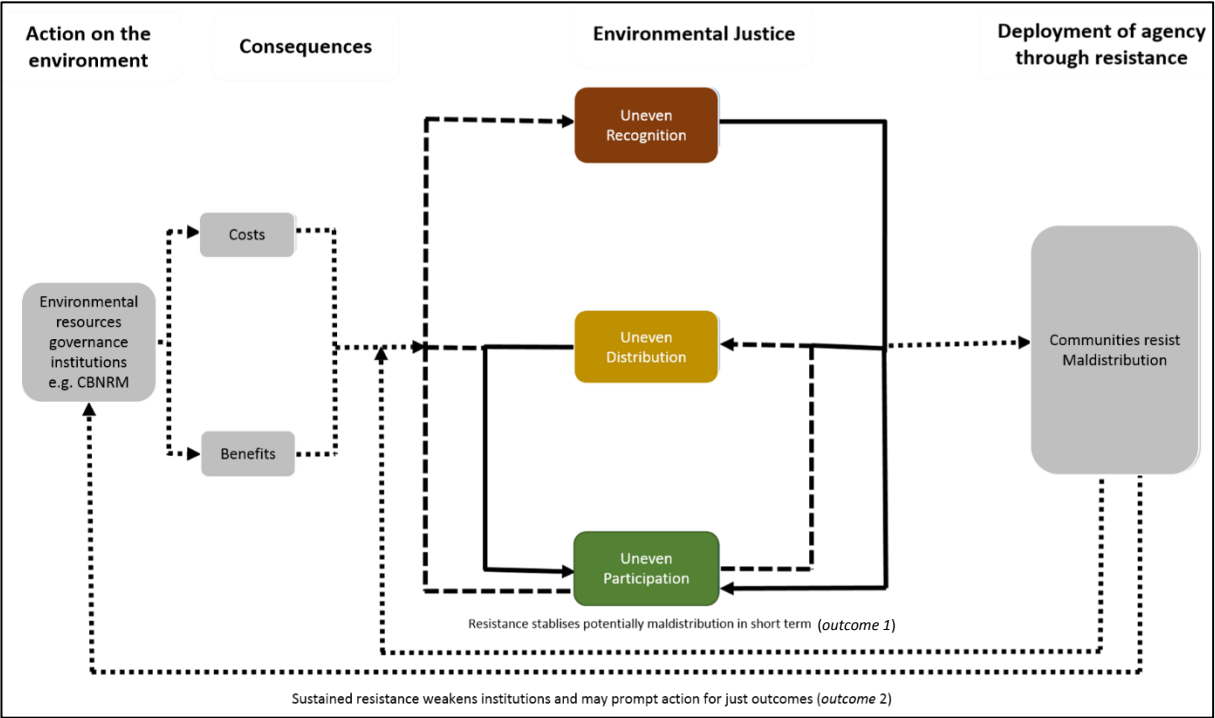 Action on the
environment
Consequences
Environmental Justice
Deployment of agency
through resistance
Uneven
Recognition
Costs
Environmental
resources
governance
institutions
e.g. CBNRM
Uneven
Distribution
Communities resist
Maldistribution
Benefits
Uneven
Participation
Resistance stablises potentially maldistribution in short term (outcome 1)
Sustained resistance weakens institutions and may prompt action for just outcomes (outcome 2)